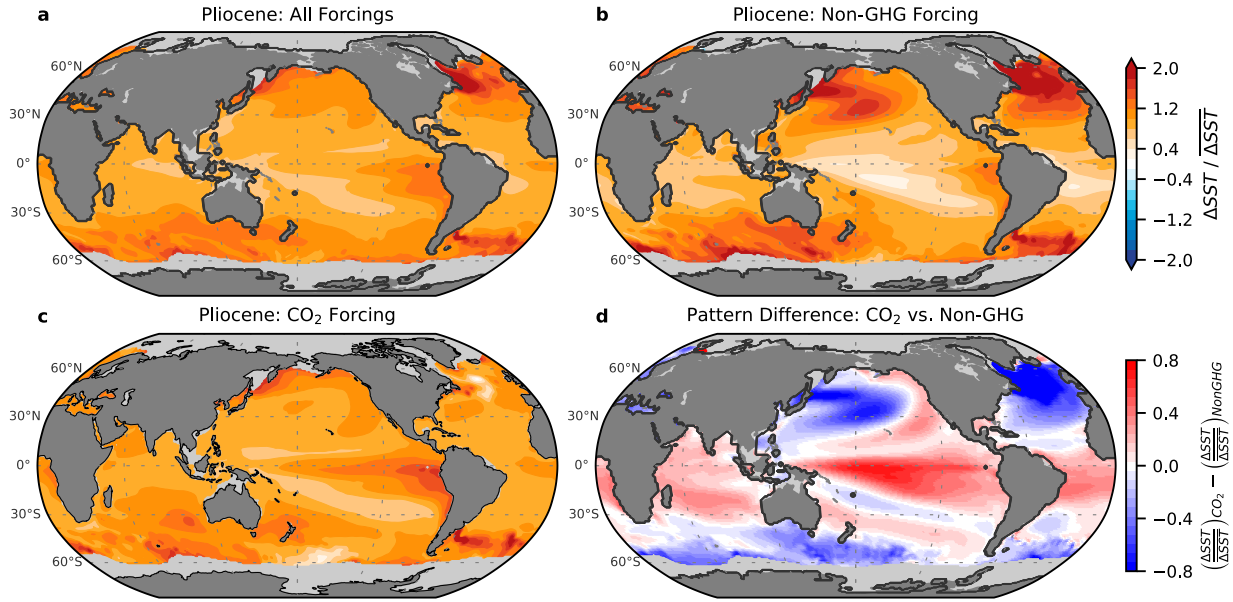 a Pliocene: All Forcings
b Pliocene: Non-GHG Forcing
60°N
30°N
0°
30°S
60°S
60°N
30°N
0°
30°S
60°S
2.0
1.2
0.4
−0.4
−1.2
−2.0
ΔSST / \overline{ΔSST}
c Pliocene: CO₂ Forcing
d Pattern Difference: CO₂ vs. Non-GHG
60°N
30°N
0°
30°S
60°S
60°N
30°N
0°
30°S
60°S
0.8
0.4
0.0
−0.4
−0.8
(ΔSST / \overline{ΔSST})CO₂ − (ΔSST / \overline{ΔSST})NonGHG